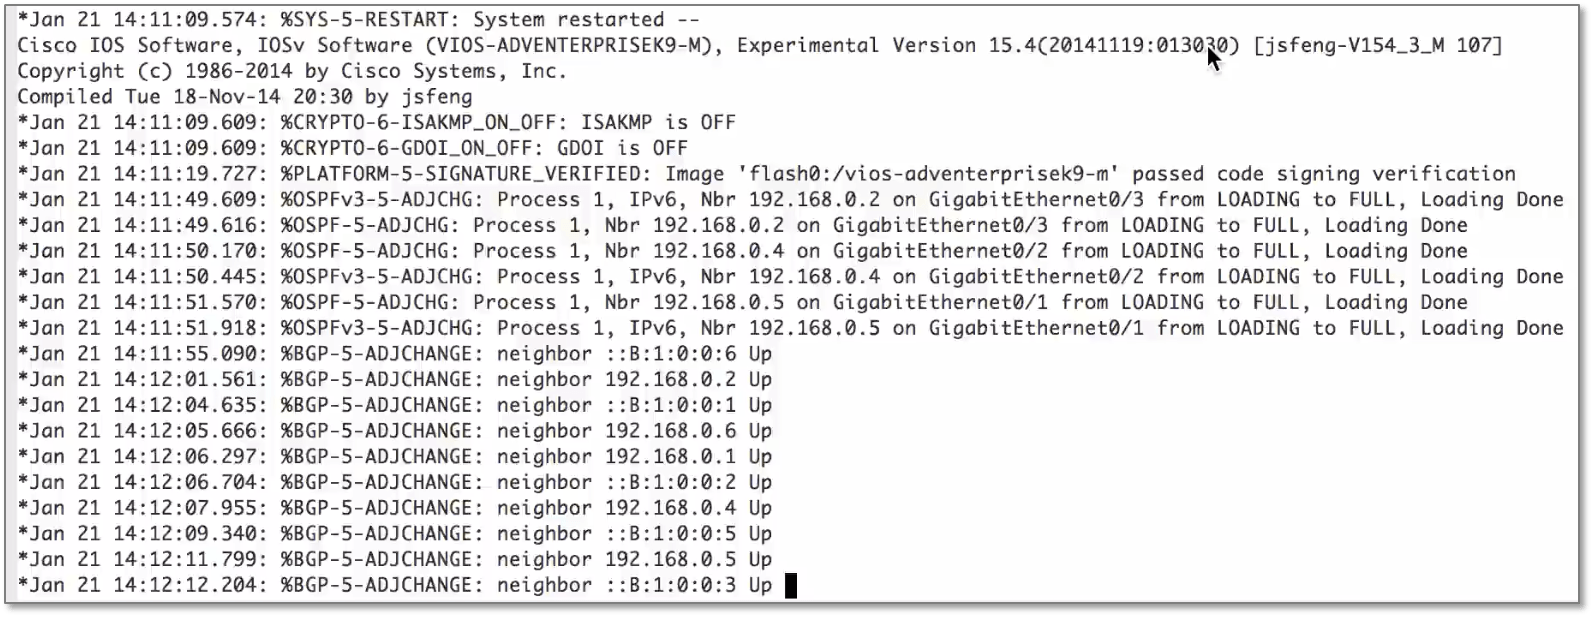 *Jan 21 14:11:09.574: %SYS-5-RESTART: System restarted --
Cisco IOS Software, IOSv Software (VIOS-ADVENTERPRISEK9-M), Experimental Version 15.4(20141119:013030) [jsfeng-V154_3_M 107]
Copyright (c) 1986-2014 by Cisco Systems, Inc.
Compiled Tue 18-Nov-14 20:30 by jsfeng
*Jan 21 14:11:09.609: %CRYPTO-6-ISAKMP_ON_OFF: ISAKMP is OFF
*Jan 21 14:11:09.609: %CRYPTO-6-GDOI_ON_OFF: GDOI is OFF
*Jan 21 14:11:19.727: %PLATFORM-5-SIGNATURE_VERIFIED: Image 'flash0:/vios-adventerprisek9-m' passed code signing verification
*Jan 21 14:11:49.609: %OSPFv3-5-ADJCHG: Process 1, IPv6, Nbr 192.168.0.2 on GigabitEthernet0/3 from LOADING to FULL, Loading Done
*Jan 21 14:11:49.616: %OSPF-5-ADJCHG: Process 1, Nbr 192.168.0.2 on GigabitEthernet0/3 from LOADING to FULL, Loading Done
*Jan 21 14:11:50.170: %OSPF-5-ADJCHG: Process 1, Nbr 192.168.0.4 on GigabitEthernet0/2 from LOADING to FULL, Loading Done
*Jan 21 14:11:50.445: %OSPFv3-5-ADJCHG: Process 1, IPv6, Nbr 192.168.0.4 on GigabitEthernet0/2 from LOADING to FULL, Loading Done
*Jan 21 14:11:51.570: %OSPF-5-ADJCHG: Process 1, Nbr 192.168.0.5 on GigabitEthernet0/1 from LOADING to FULL, Loading Done
*Jan 21 14:11:51.918: %OSPFv3-5-ADJCHG: Process 1, IPv6, Nbr 192.168.0.5 on GigabitEthernet0/1 from LOADING to FULL, Loading Done
*Jan 21 14:11:55.090: %BGP-5-ADJCHANGE: neighbor ::B:1:0:0:6 Up
*Jan 21 14:12:01.561: %BGP-5-ADJCHANGE: neighbor 192.168.0.2 Up
*Jan 21 14:12:04.635: %BGP-5-ADJCHANGE: neighbor ::B:1:0:0:1 Up
*Jan 21 14:12:05.666: %BGP-5-ADJCHANGE: neighbor 192.168.0.6 Up
*Jan 21 14:12:06.297: %BGP-5-ADJCHANGE: neighbor 192.168.0.1 Up
*Jan 21 14:12:06.704: %BGP-5-ADJCHANGE: neighbor ::B:1:0:0:2 Up
*Jan 21 14:12:07.955: %BGP-5-ADJCHANGE: neighbor 192.168.0.4 Up
*Jan 21 14:12:09.340: %BGP-5-ADJCHANGE: neighbor ::B:1:0:0:5 Up
*Jan 21 14:12:11.799: %BGP-5-ADJCHANGE: neighbor 192.168.0.5 Up
*Jan 21 14:12:12.204: %BGP-5-ADJCHANGE: neighbor ::B:1:0:0:3 Up